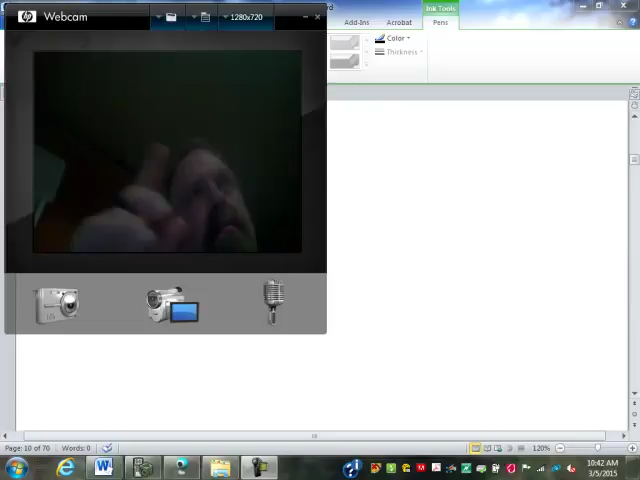 hp Webcam 1280x720
Ink Tools
Add-Ins Acrobat Pens
Color
Thickness
Page: 10 of 70 Words: 0 120%
10:42 AM
3/5/2015